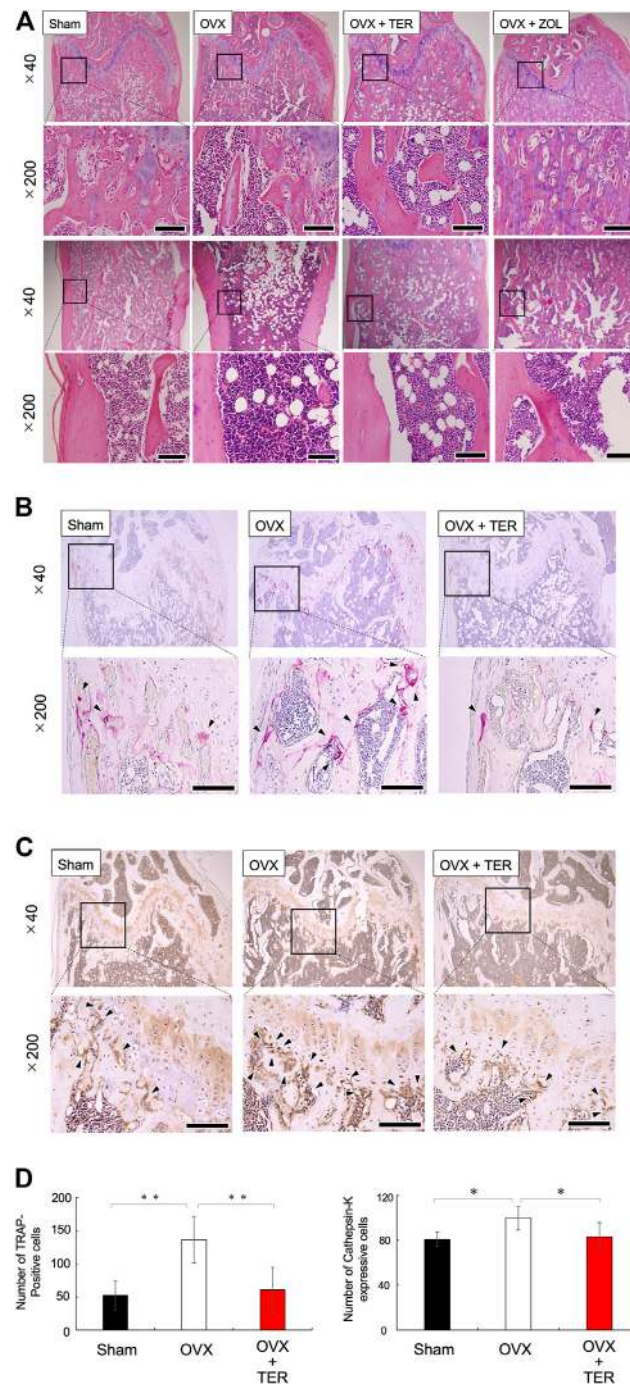 A
Sham
OVX
OVX + TER
OVX + ZOL
×40
×200
×40
×200
B
Sham
OVX
OVX + TER
×40
×200
C
Sham
OVX
OVX + TER
×40
×200
D
Number of TRAP-
Positive cells
200
150
100
50
0
* *
* *
Sham
OVX
OVX
+
TER
Number of Cathepsin-K
expressive cells
120
80
40
0
*
*
Sham
OVX
OVX
+
TER